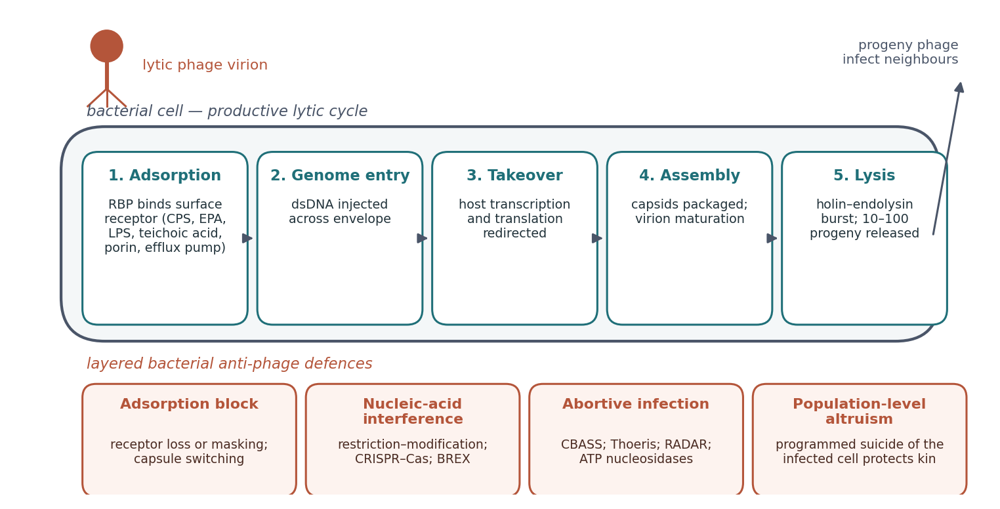 lytic phage virion
progeny phage
infect neighbours
bacterial cell — productive lytic cycle
1. Adsorption
RBP binds surface
receptor (CPS, EPA,
LPS, teichoic acid,
porin, efflux pump)
2. Genome entry
dsDNA injected
across envelope
3. Takeover
host transcription
and translation
redirected
4. Assembly
capsids packaged;
virion maturation
5. Lysis
holin–endolysin
burst; 10–100
progeny released
layered bacterial anti-phage defences
Adsorption block
receptor loss or masking;
capsule switching
Nucleic-acid
interference
restriction–modification;
CRISPR–Cas; BREX
Abortive infection
CBASS; Thoeris; RADAR;
ATP nucleosidases
Population-level
altruism
programmed suicide of the
infected cell protects kin